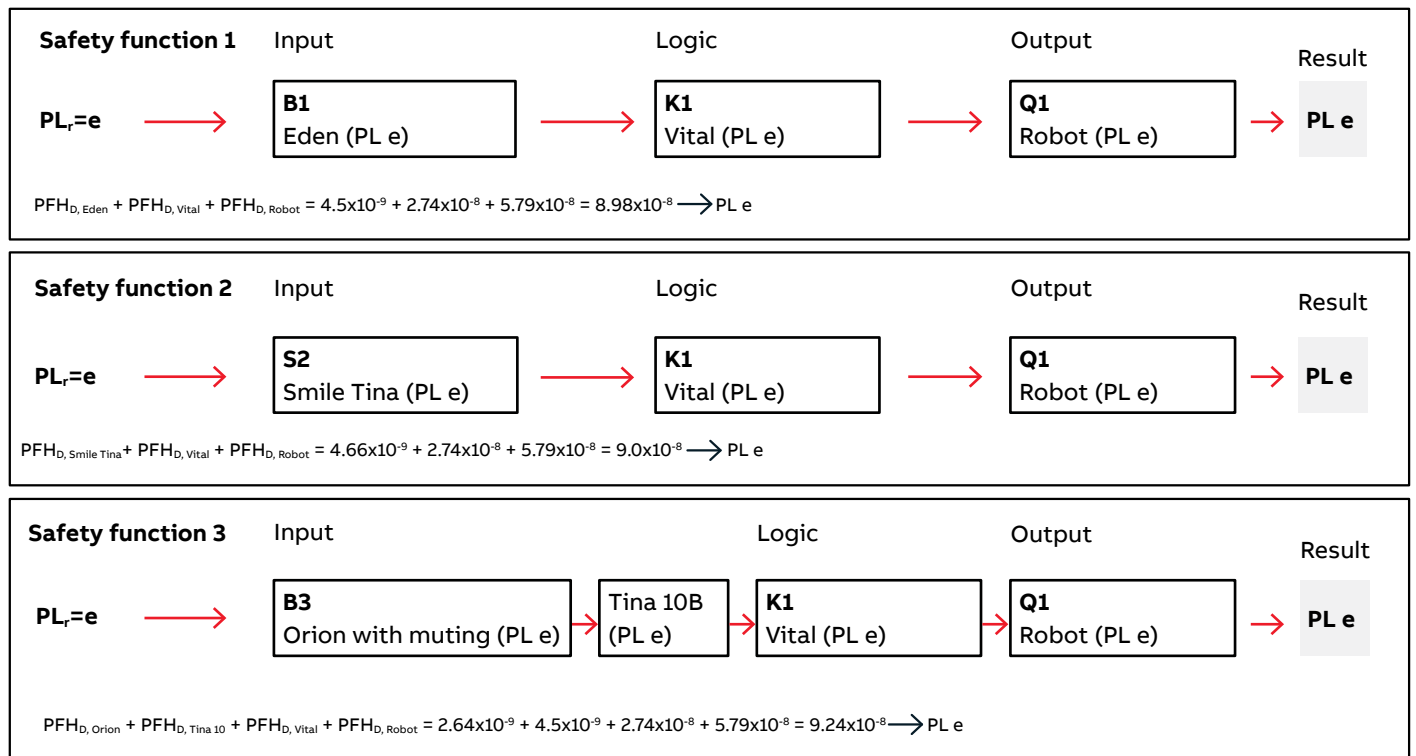 Safety function 1 Input Logic Output
Result
PLr=e
B1
Eden (PL e)
K1
Vital (PL e)
Q1
Robot (PL e)
PL e
PFHD, Eden + PFHD, Vital + PFHD, Robot = 4.5x10-9 + 2.74x10-8 + 5.79x10-8 = 8.98x10-8 → PL e
Safety function 2 Input Logic Output
Result
PLr=e
S2
Smile Tina (PL e)
K1
Vital (PL e)
Q1
Robot (PL e)
PL e
PFHD, Smile Tina+ PFHD, Vital + PFHD, Robot = 4.66x10-9 + 2.74x10-8 + 5.79x10-8 = 9.0x10-8 → PL e
Safety function 3 Input Logic Output
Result
PLr=e
B3
Orion with muting (PL e)
Tina 10B
(PL e)
K1
Vital (PL e)
Q1
Robot (PL e)
PL e
PFHD, Orion + PFHD, Tina 10 + PFHD, Vital + PFHD, Robot = 2.64x10-9 + 4.5x10-9 + 2.74x10-8 + 5.79x10-8 = 9.24x10-8 → PL e